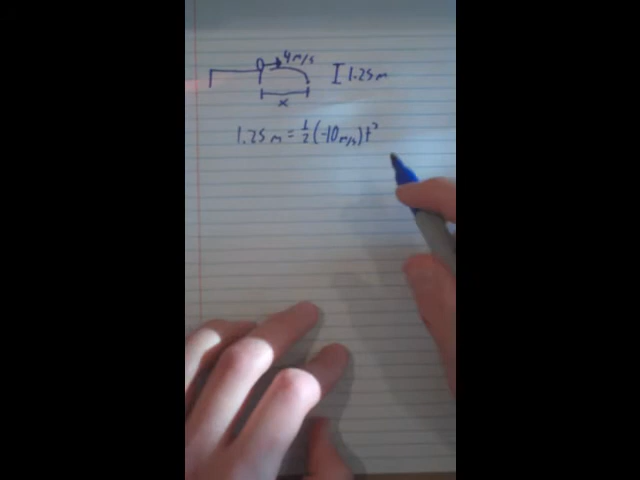 4m/s
I 1.25m
x
1.25m = ½(-10m/s)t²